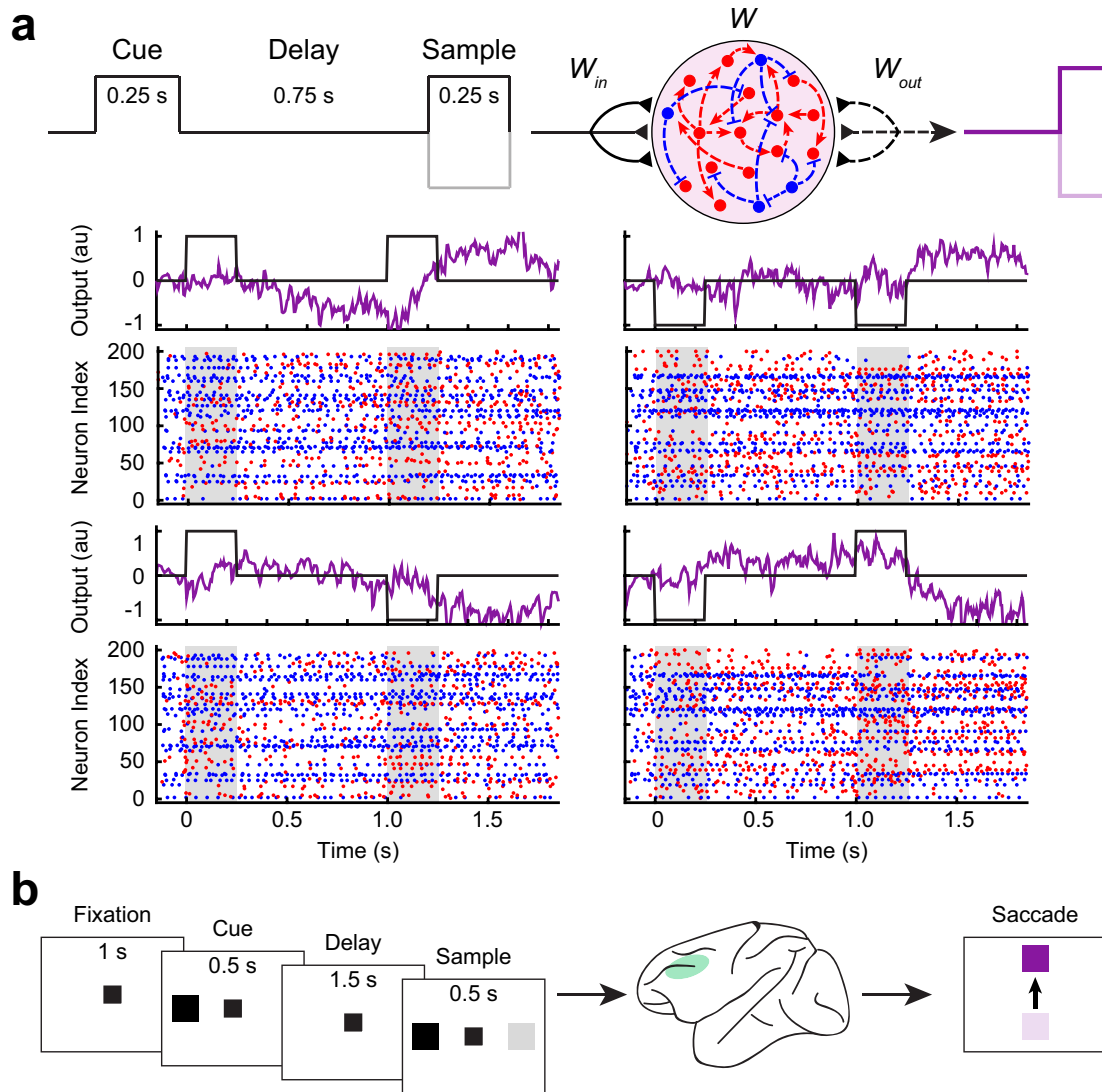 a
Cue
Delay
Sample
0.25 s
0.75 s
0.25 s
W
W_in
W_out
Output (au)
1
0
-1
Neuron Index
200
150
100
50
0
Output (au)
1
0
-1
Neuron Index
200
150
100
50
0
0
0.5
1.0
1.5
Time (s)
0
0.5
1.0
1.5
Time (s)
b
Fixation
1 s
Cue
0.5 s
Delay
1.5 s
Sample
0.5 s
Saccade